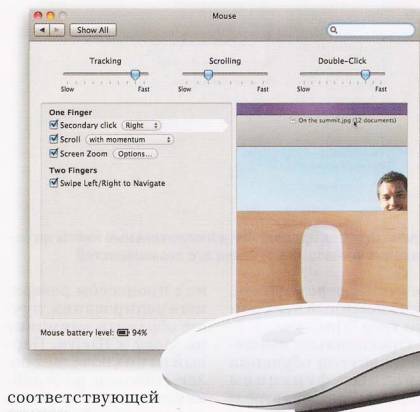 Mouse
Show All
Tracking Scrolling Double-Click
Slow Fast Slow Fast Slow Fast
One Finger
Secondary click Right
Scroll with momentum
Screen Zoom Options...
Two Fingers
Swipe Left/Right to Navigate
On the summit.jpg (12 documents)
Mouse battery level: 94%
соответствующей